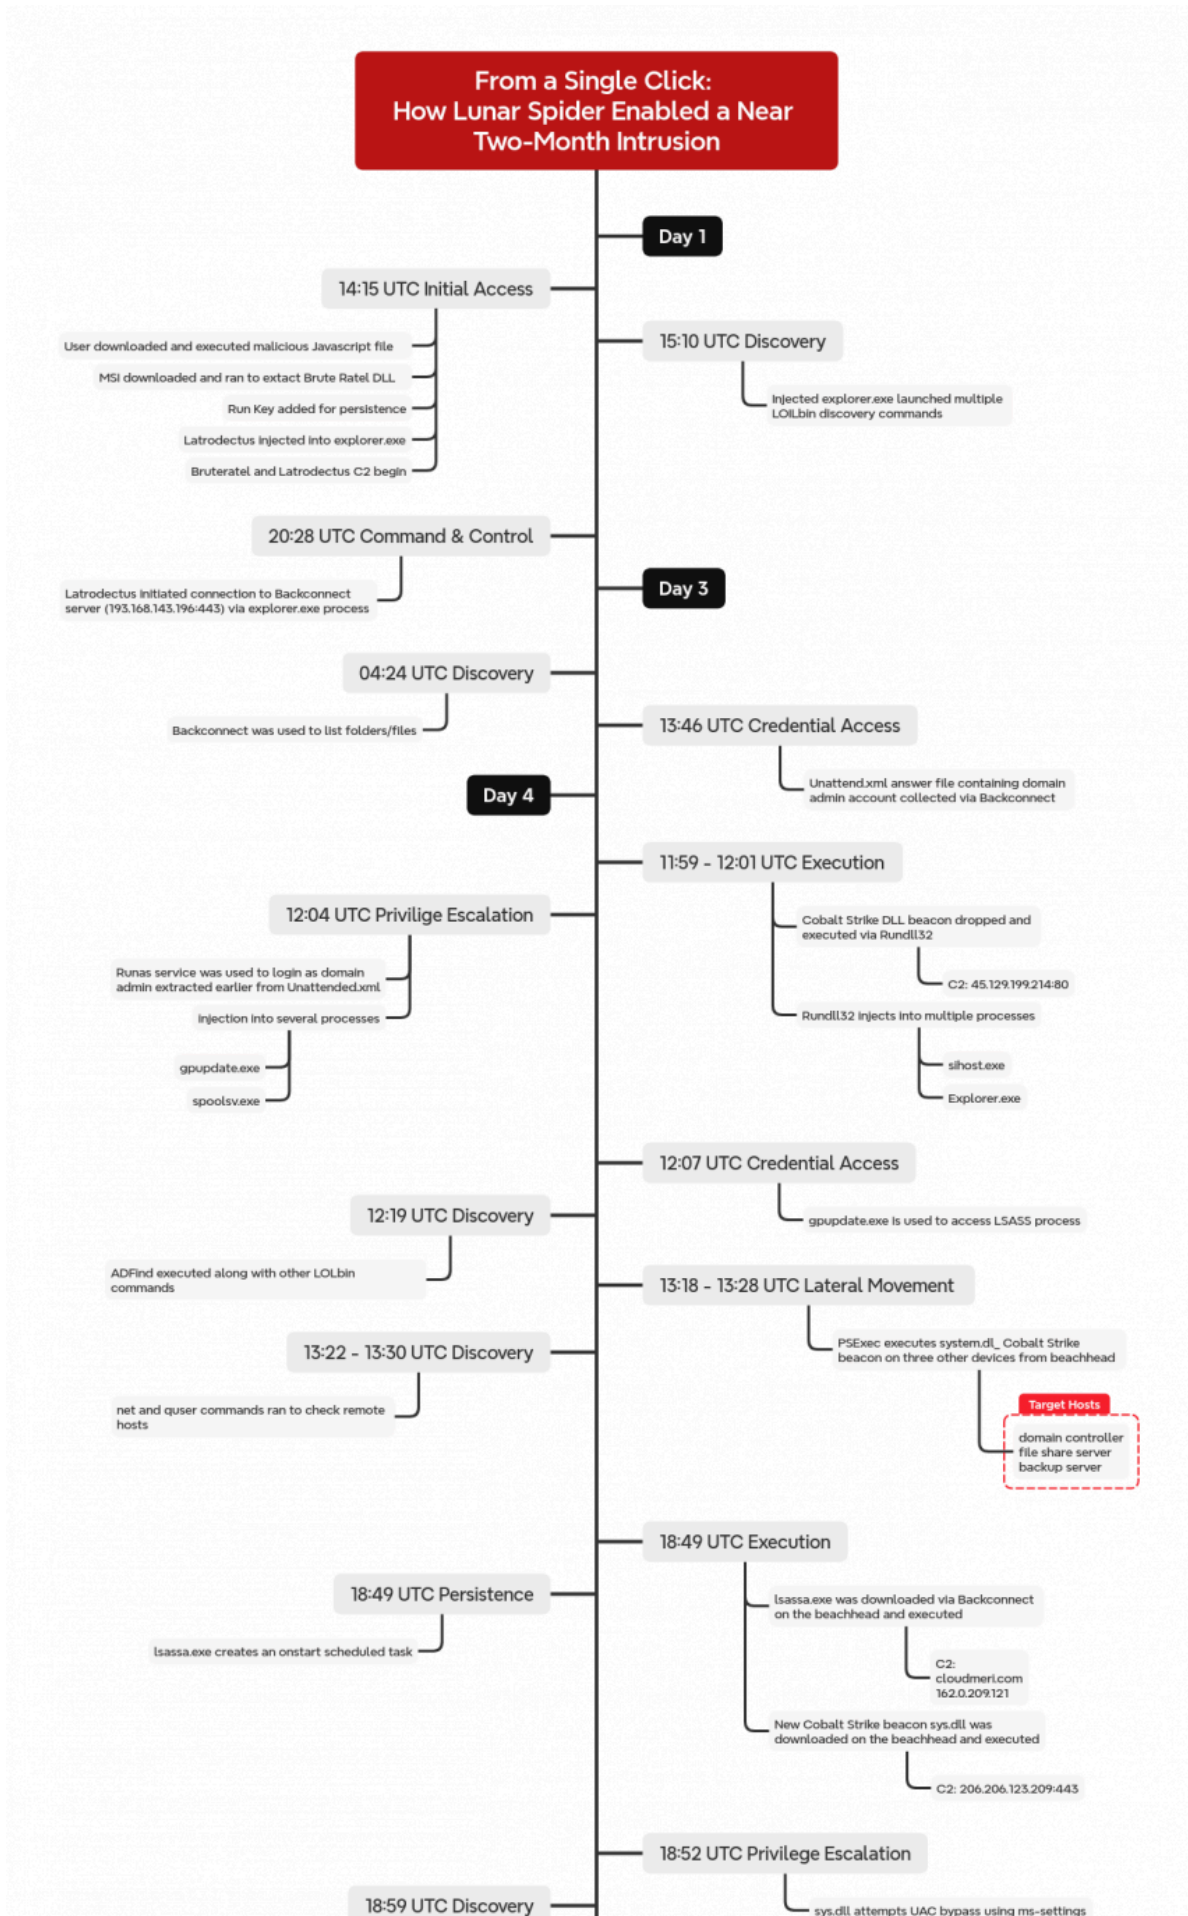 From a Single Click:
How Lunar Spider Enabled a Near
Two-Month Intrusion
Day 1
14:15 UTC Initial Access
User downloaded and executed malicious Javascript file
MSI downloaded and ran to extact Brute Ratel DLL
Run Key added for persistence
Latrodectus injected into explorer.exe
Bruteratel and Latrodectus C2 begin
15:10 UTC Discovery
Injected explorer.exe launched multiple
LOILbin discovery commands
20:28 UTC Command & Control
Latrodectus initiated connection to Backconnect
server (193.168.143.196:443) via explorer.exe process
Day 3
04:24 UTC Discovery
Backconnect was used to list folders/files
13:46 UTC Credential Access
Unattend.xml answer file containing domain
admin account collected via Backconnect
Day 4
11:59 - 12:01 UTC Execution
Cobalt Strike DLL beacon dropped and
executed via Rundll32
C2: 45.129.199.214:80
Rundll32 injects into multiple processes
sihost.exe
Explorer.exe
12:04 UTC Privilige Escalation
Runas service was used to login as domain
admin extracted earlier from Unattended.xml
injection into several processes
gpupdate.exe
spoolsv.exe
12:07 UTC Credential Access
gpupdate.exe is used to access LSASS process
12:19 UTC Discovery
ADFind executed along with other LOLbin
commands
13:18 - 13:28 UTC Lateral Movement
PSExec executes system.dl_ Cobalt Strike
beacon on three other devices from beachhead
Target Hosts
domain controller
file share server
backup server
13:22 - 13:30 UTC Discovery
net and quser commands ran to check remote
hosts
18:49 UTC Execution
lsassa.exe was downloaded via Backconnect
on the beachhead and executed
C2:
cloudmeri.com
162.0.209.121
New Cobalt Strike beacon sys.dll was
downloaded on the beachhead and executed
C2: 206.206.123.209:443
18:49 UTC Persistence
lsassa.exe creates an onstart scheduled task
18:52 UTC Privilege Escalation
sys.dll attempts UAC bypass using ms-settings
18:59 UTC Discovery